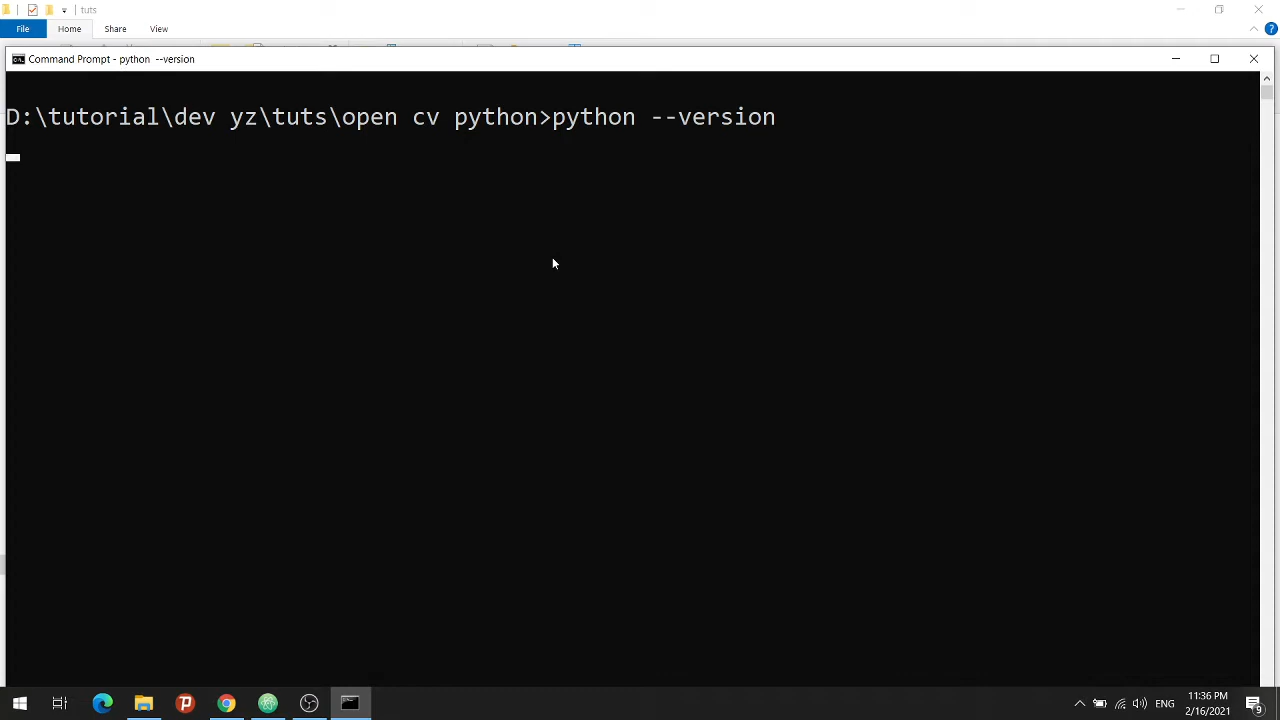 tuts
File Home Share View
Command Prompt - python --version
D:\tutorial\dev yz\tuts\open cv python>python --version
11:36 PM
ENG
2/16/2021
9